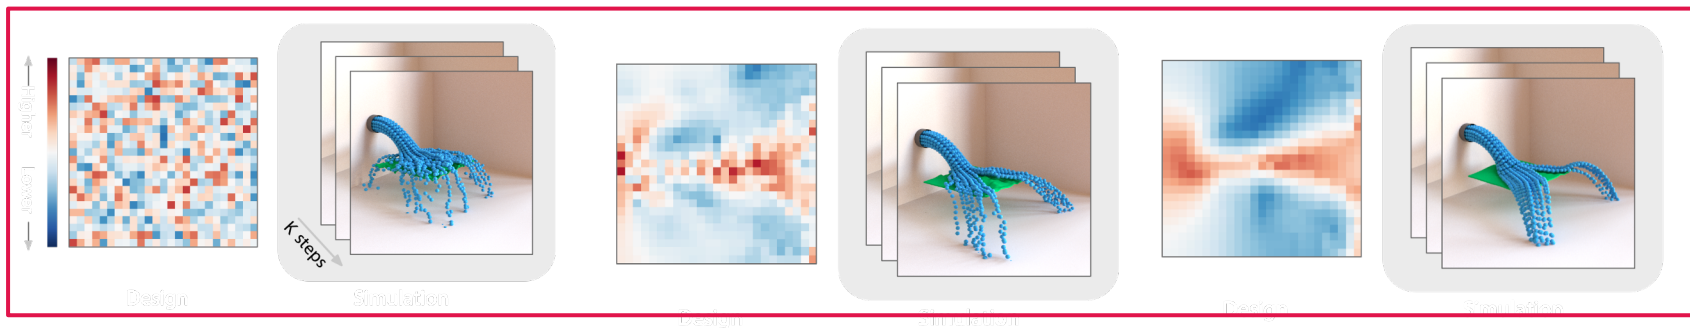 Higher
Lower
K steps
Design
Simulation
Design
Simulation
Design
Simulation